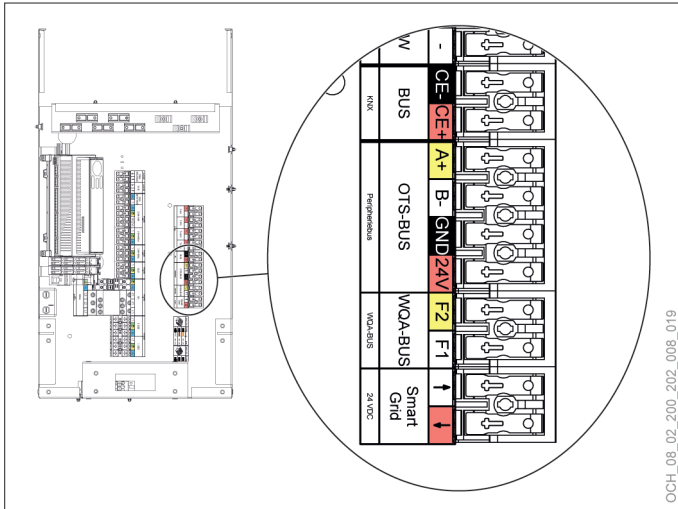 W
-
BUS
KNX
CE-
CE+
OTS-BUS
Peripheriebus
A+
B-
GND
24V
WQA-BUS
WQA-BUS
F2
F1
Smart
Grid
24 VDC
OCH_08_02_200_202_008_019